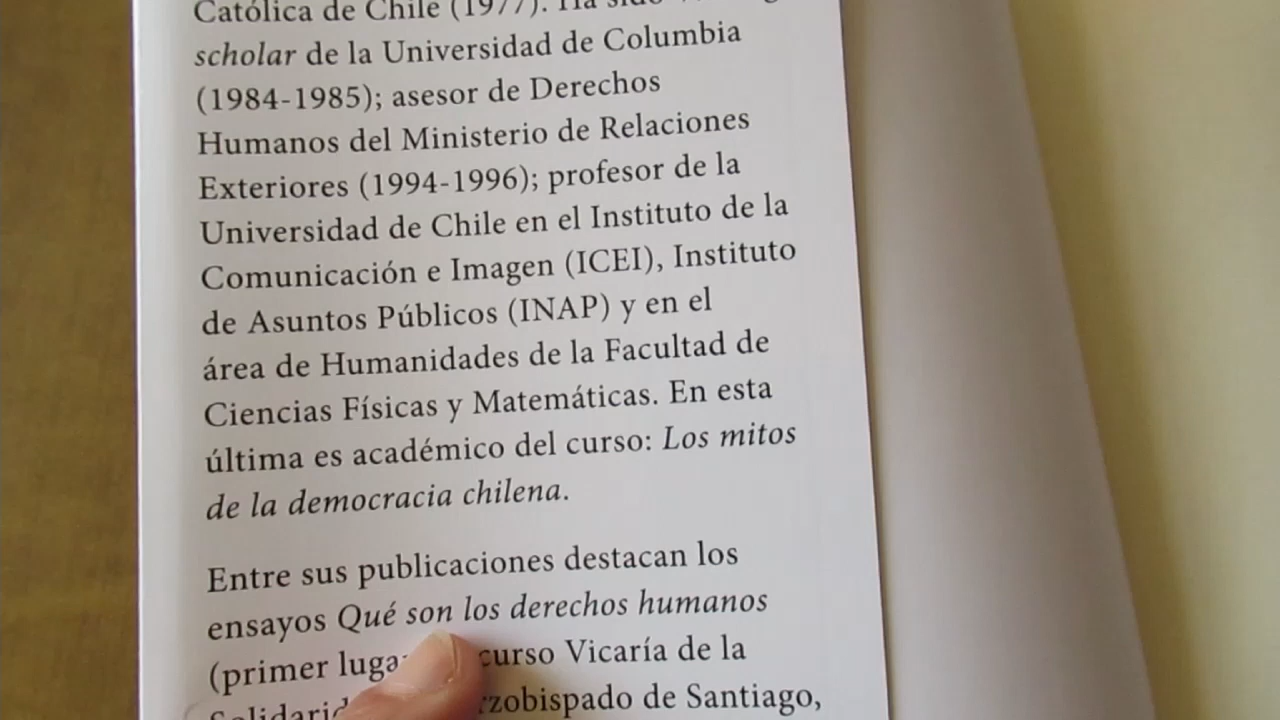 Católica de Chile (1977). Ha sido
scholar de la Universidad de Columbia
(1984-1985); asesor de Derechos
Humanos del Ministerio de Relaciones
Exteriores (1994-1996); profesor de la
Universidad de Chile en el Instituto de la
Comunicación e Imagen (ICEI), Instituto
de Asuntos Públicos (INAP) y en el
área de Humanidades de la Facultad de
Ciencias Físicas y Matemáticas. En esta
última es académico del curso: Los mitos
de la democracia chilena.
Entre sus publicaciones destacan los
ensayos Qué son los derechos humanos
(primer Vicaría de la
de Santiago,